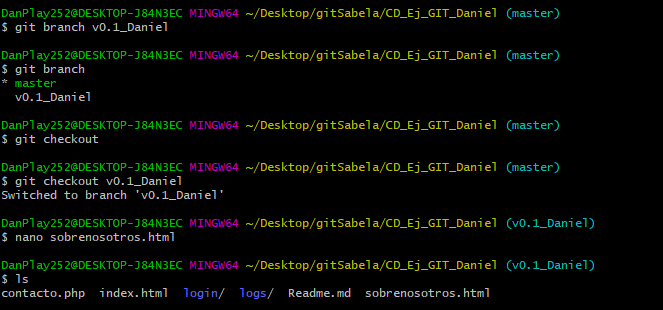 DanPlay252@DESKTOP-J84N3EC MINGW64 ~/Desktop/gitSabela/CD_Ej_GIT_Daniel (master)
$ git branch v0.1_Daniel
DanPlay252@DESKTOP-J84N3EC MINGW64 ~/Desktop/gitSabela/CD_Ej_GIT_Daniel (master)
$ git branch
* master
  v0.1_Daniel
DanPlay252@DESKTOP-J84N3EC MINGW64 ~/Desktop/gitSabela/CD_Ej_GIT_Daniel (master)
$ git checkout
DanPlay252@DESKTOP-J84N3EC MINGW64 ~/Desktop/gitSabela/CD_Ej_GIT_Daniel (master)
$ git checkout v0.1_Daniel
Switched to branch 'v0.1_Daniel'
DanPlay252@DESKTOP-J84N3EC MINGW64 ~/Desktop/gitSabela/CD_Ej_GIT_Daniel (v0.1_Daniel)
$ nano sobrenosotros.html
DanPlay252@DESKTOP-J84N3EC MINGW64 ~/Desktop/gitSabela/CD_Ej_GIT_Daniel (v0.1_Daniel)
$ ls
contacto.php  index.html  login/  logs/  Readme.md  sobrenosotros.html